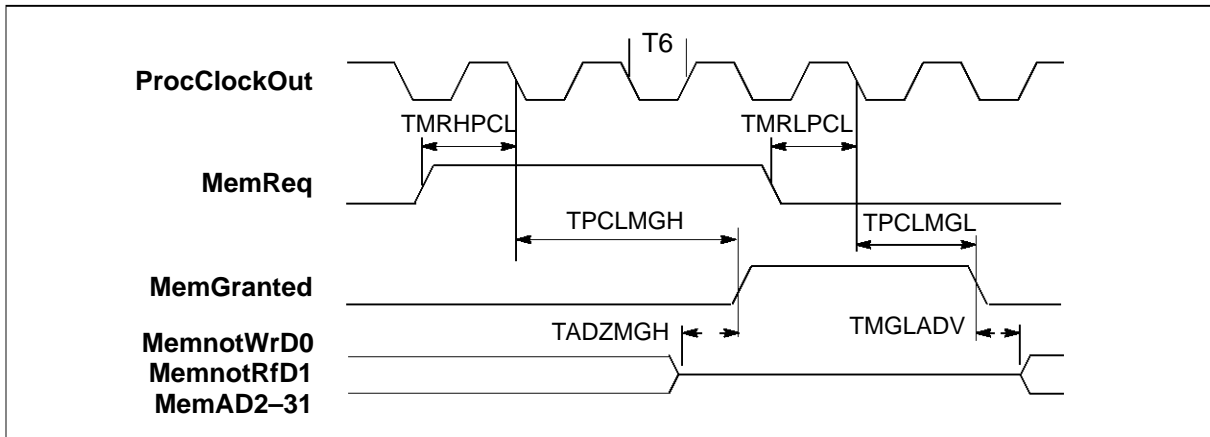 T6
ProcClockOut
TMRHPCL
TMRLPCL
MemReq
TPCLMGH
TPCLMGL
MemGranted
TADZMGH
TMGLADV
MemnotWrD0
MemnotRfD1
MemAD2–31